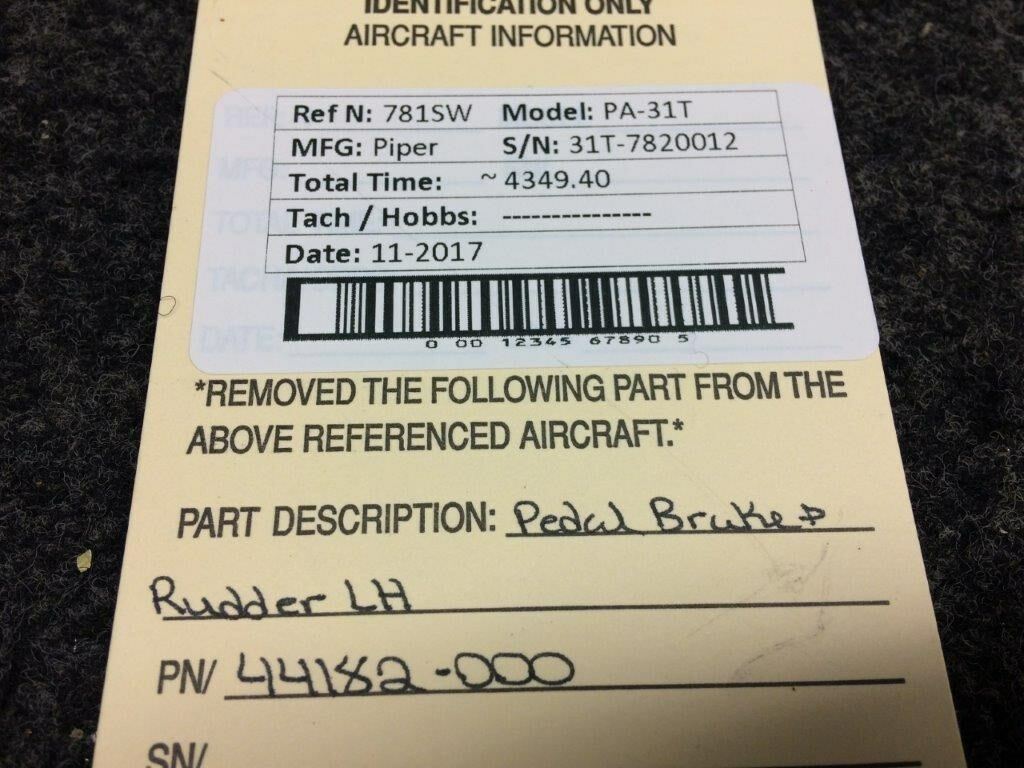 IDENTIFICATION ONLY
AIRCRAFT INFORMATION
Ref N: 781SW Model: PA-31T
MFG: Piper S/N: 31T-7820012
Total Time: ~ 4349.40
Tach / Hobbs: ---------------
Date: 11-2017
0 00 12345 67890 5
*REMOVED THE FOLLOWING PART FROM THE
ABOVE REFERENCED AIRCRAFT.*
PART DESCRIPTION: Pedal Brake &
Rudder LH
PN/ 44182-000
SN/